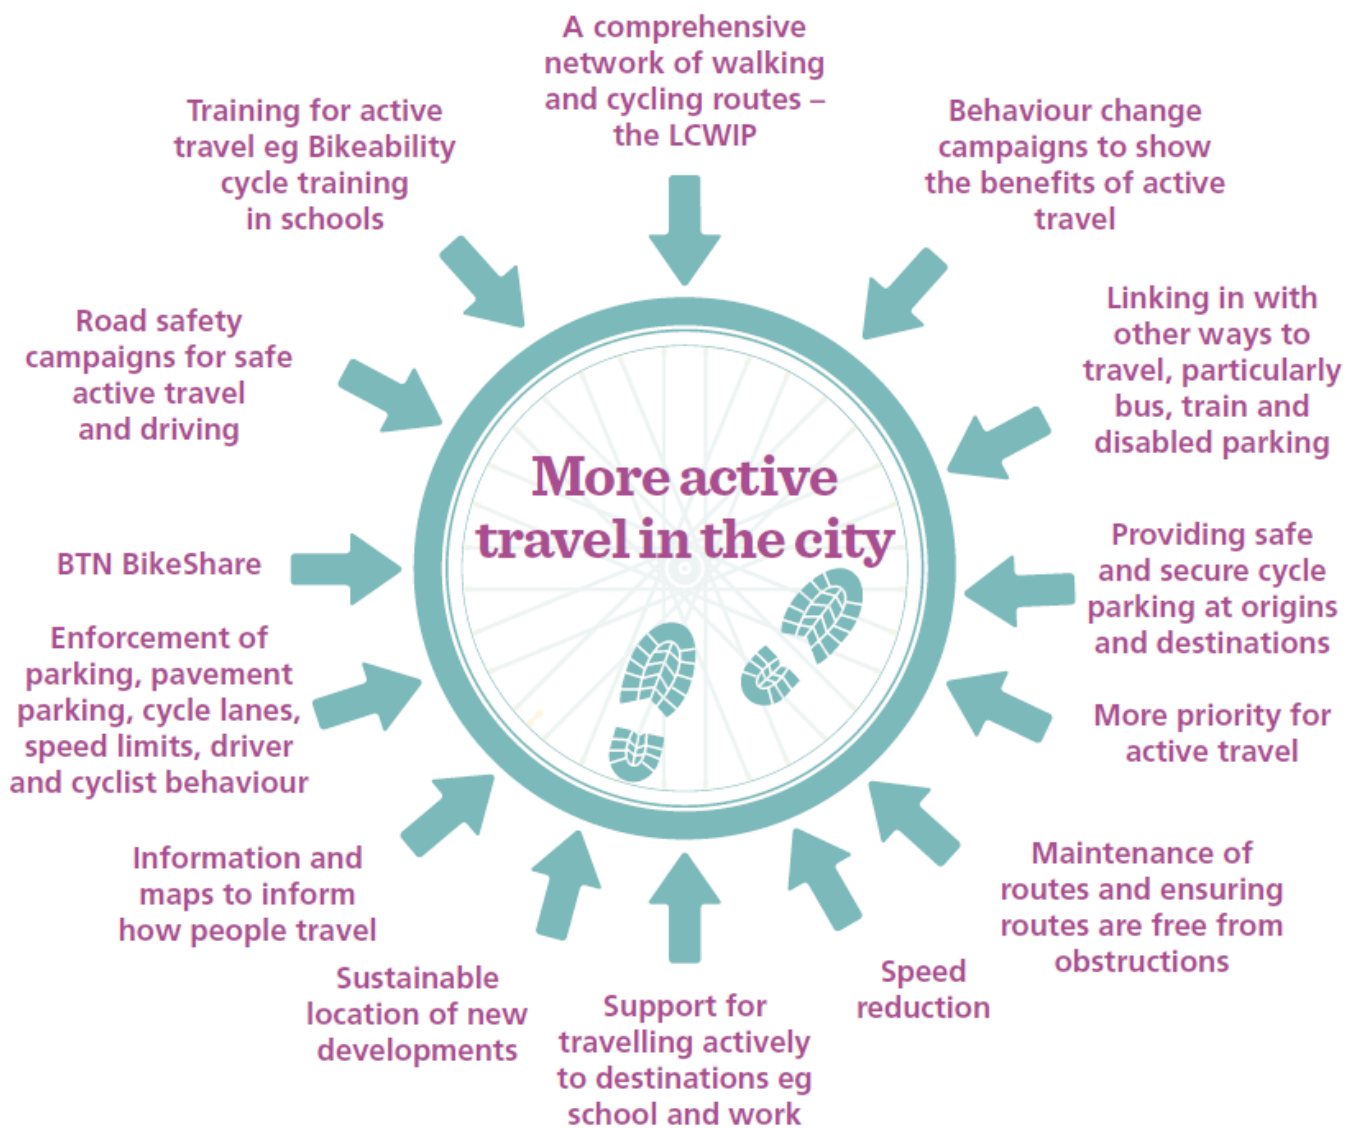 A comprehensive
network of walking
and cycling routes –
the LCWIP
Behaviour change
campaigns to show
the benefits of active
travel
Linking in with
other ways to
travel, particularly
bus, train and
disabled parking
Providing safe
and secure cycle
parking at origins
and destinations
More priority for
active travel
Maintenance of
routes and ensuring
routes are free from
obstructions
Speed
reduction
Support for
travelling actively
to destinations eg
school and work
Sustainable
location of new
developments
Information and
maps to inform
how people travel
Enforcement of
parking, pavement
parking, cycle lanes,
speed limits, driver
and cyclist behaviour
BTN BikeShare
Road safety
campaigns for safe
active travel
and driving
Training for active
travel eg Bikeability
cycle training
in schools
More active
travel in the city